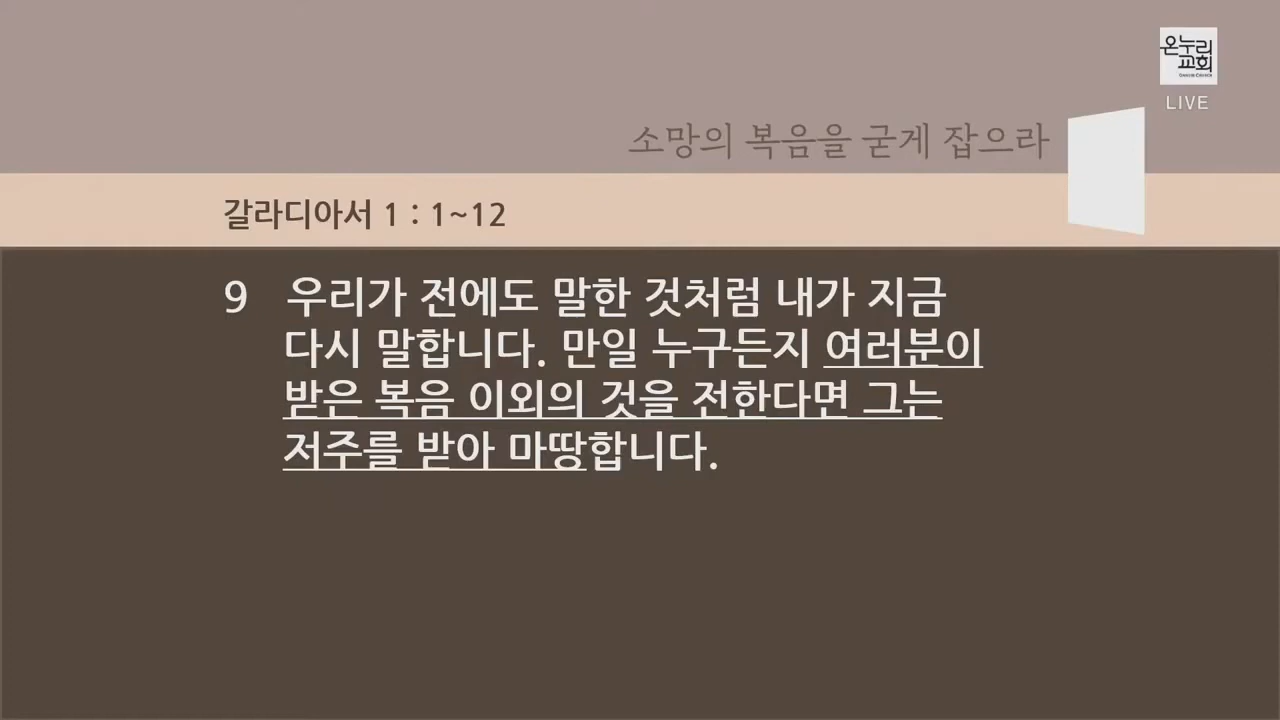 온누리
교회
ONNURI CHURCH
LIVE
소망의 복음을 굳게 잡으라
갈라디아서 1 : 1~12
9 우리가 전에도 말한 것처럼 내가 지금
다시 말합니다. 만일 누구든지 여러분이
받은 복음 이외의 것을 전한다면 그는
저주를 받아 마땅합니다.